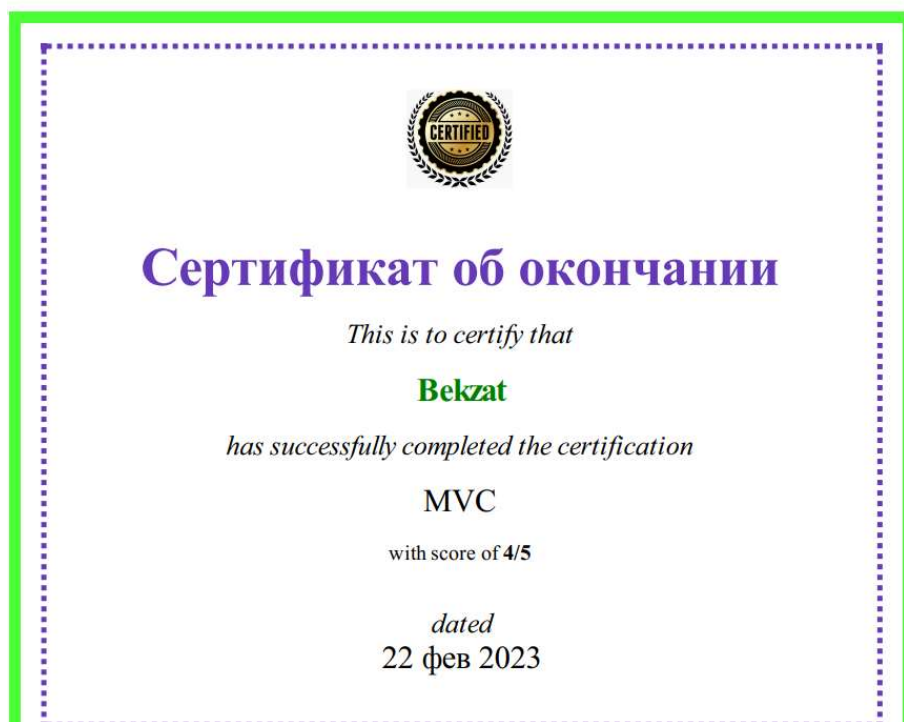 CERTIFIED
Сертификат об окончании
This is to certify that
Bekzat
has successfully completed the certification
MVC
with score of 4/5
dated
22 фев 2023